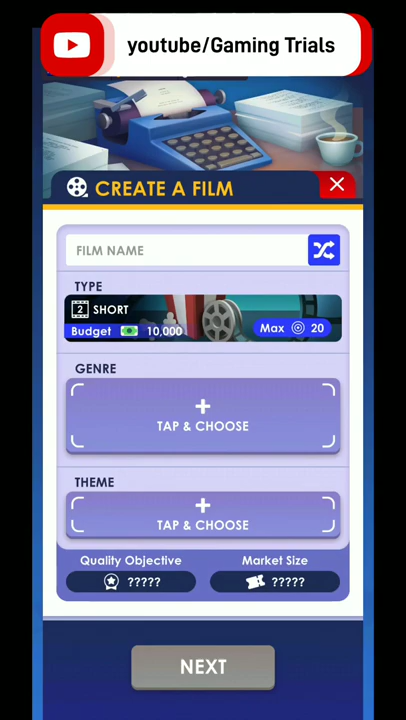 youtube/Gaming Trials
CREATE A FILM
FILM NAME
TYPE
2 SHORT
Budget 10,000
Max 20
GENRE
+
TAP & CHOOSE
THEME
+
TAP & CHOOSE
Quality Objective Market Size
????? ?????
NEXT